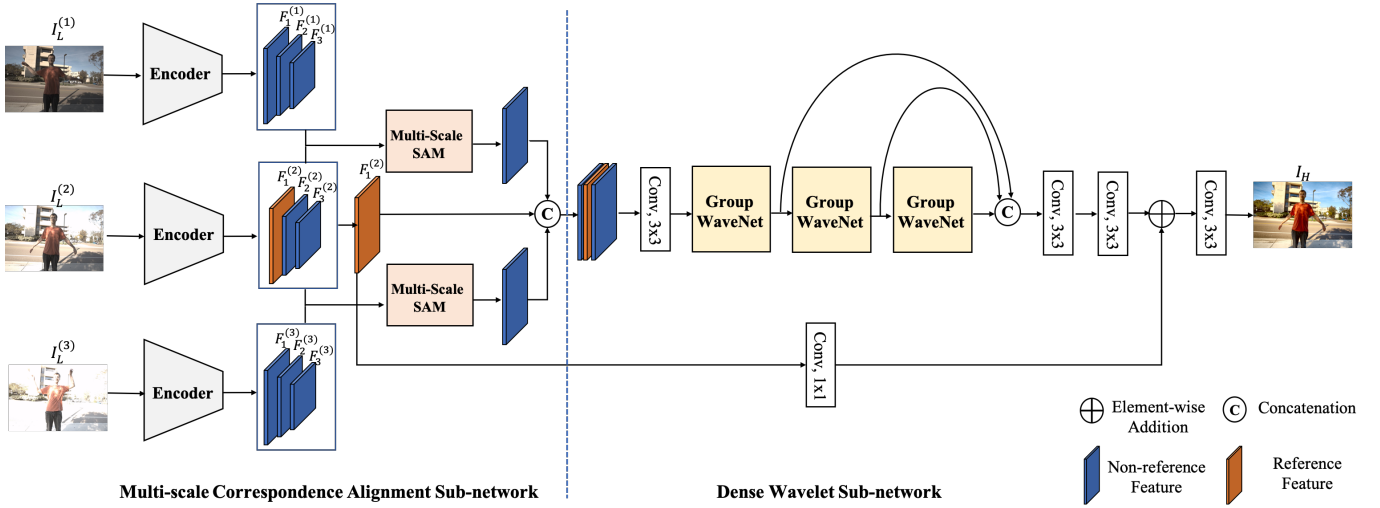 I_L^{(1)}
Encoder
F_1^{(1)}
F_2^{(1)}
F_3^{(1)}
Multi-Scale
SAM
I_L^{(2)}
Encoder
F_1^{(2)}
F_2^{(2)}
F_3^{(2)}
F_1^{(2)}
C
Conv, 3x3
Group
WaveNet
Group
WaveNet
Group
WaveNet
C
Conv, 3x3
Conv, 3x3
Conv, 3x3
I_H
Multi-Scale
SAM
I_L^{(3)}
Encoder
F_1^{(3)}
F_2^{(3)}
F_3^{(3)}
Conv, 1x1
Element-wise
Addition
C
Concatenation
Non-reference
Feature
Reference
Feature
Multi-scale Correspondence Alignment Sub-network
Dense Wavelet Sub-network